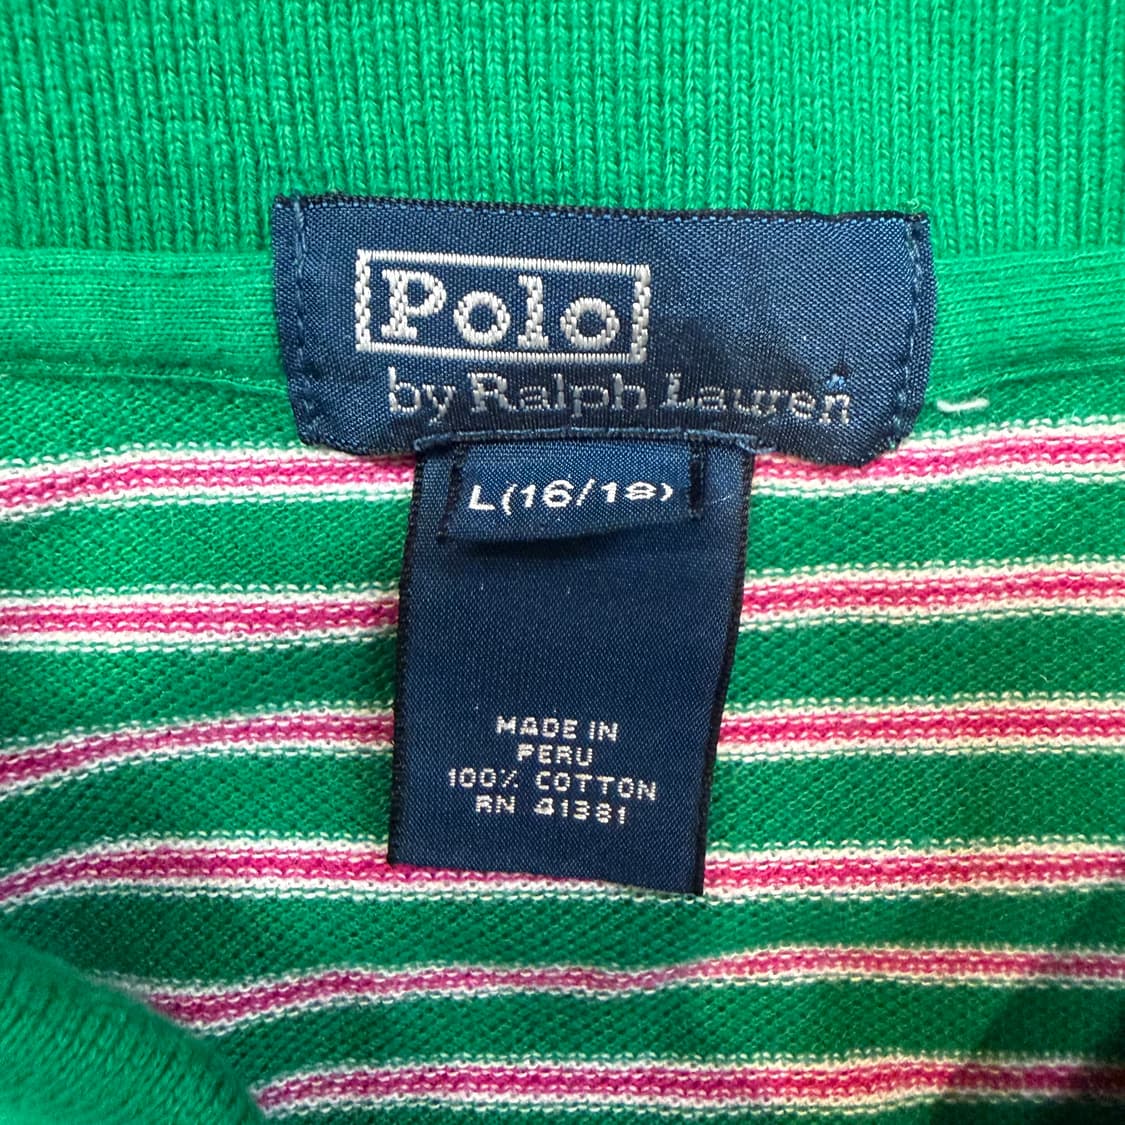 Polo
by Ralph Lauren
L(16/18)
MADE IN
PERU
100% COTTON
RN 41381